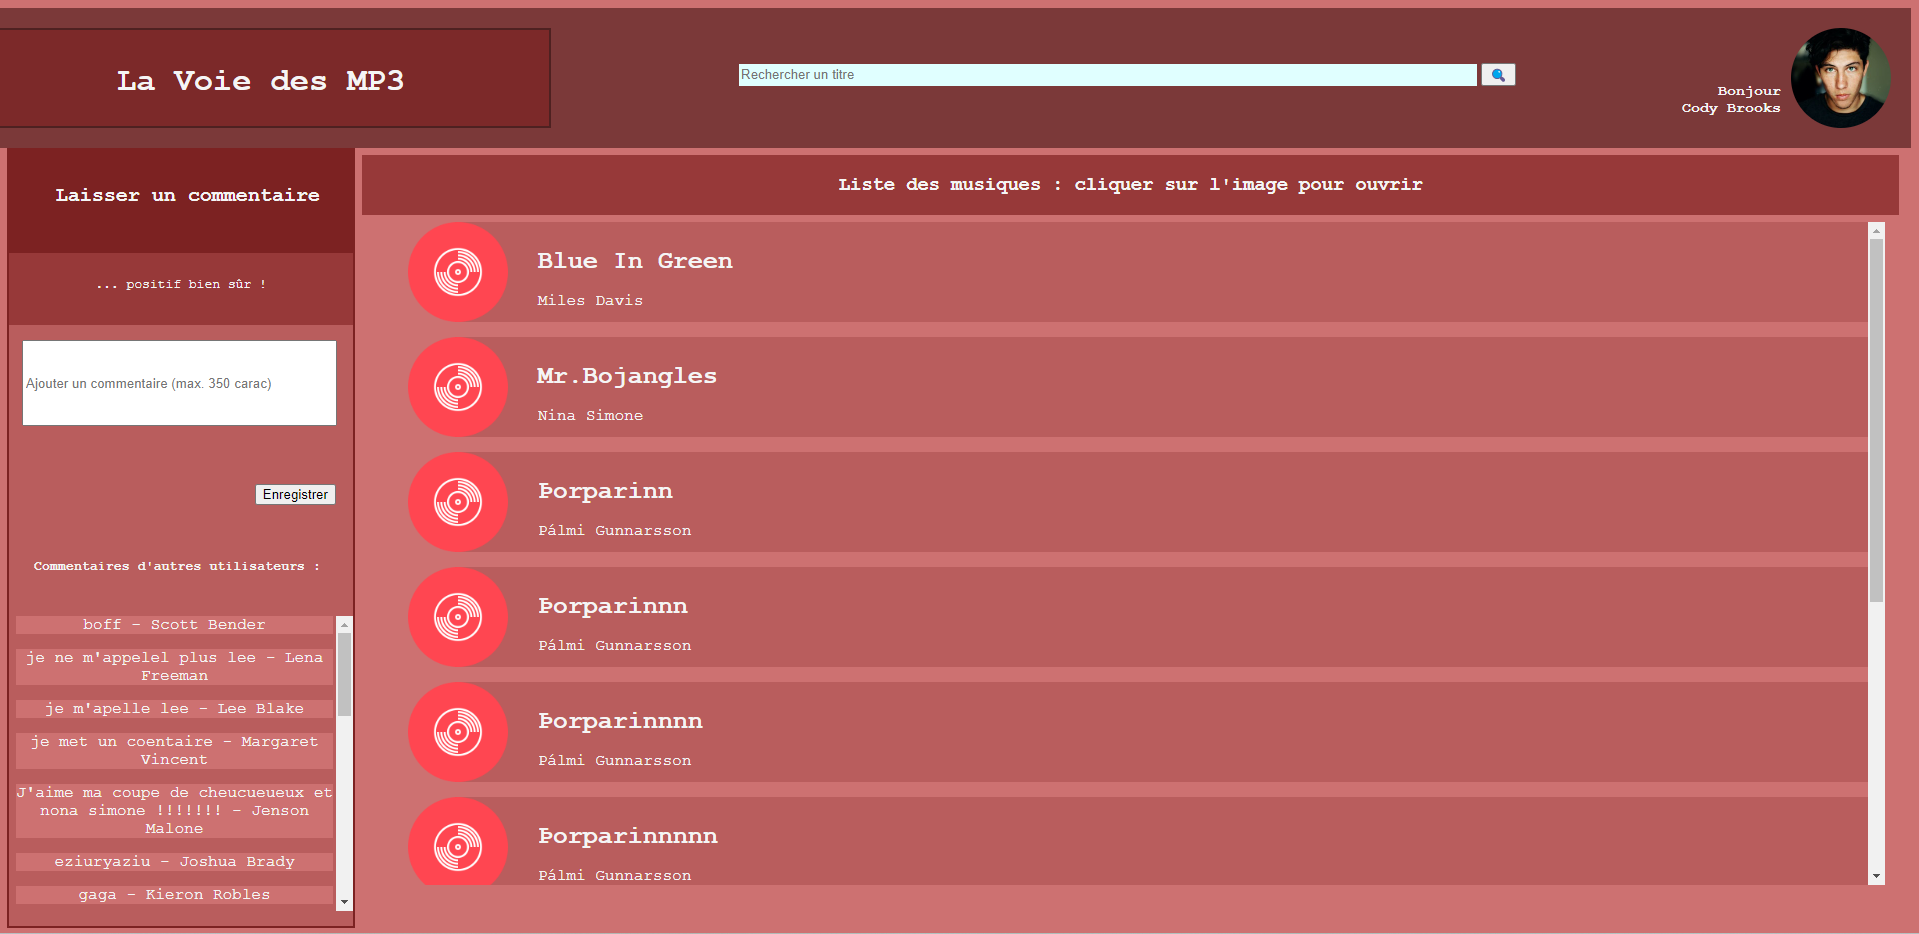 La Voie des MP3
Rechercher un titre
Bonjour
Cody Brooks
Laisser un commentaire
... positif bien sûr !
Ajouter un commentaire (max. 350 carac)
Enregistrer
Commentaires d'autres utilisateurs :
boff - Scott Bender
je ne m'appelel plus lee - Lena
Freeman
je m'apelle lee - Lee Blake
je met un coentaire - Margaret
Vincent
J'aime ma coupe de cheucueueux et
nona simone !!!!!!! - Jenson
Malone
eziuryaziu - Joshua Brady
gaga - Kieron Robles
Liste des musiques : cliquer sur l'image pour ouvrir
Blue In Green
Miles Davis
Mr.Bojangles
Nina Simone
Þorparinn
Pálmi Gunnarsson
Þorparinnn
Pálmi Gunnarsson
Þorparinnnn
Pálmi Gunnarsson
Þorparinnnnn
Pálmi Gunnarsson